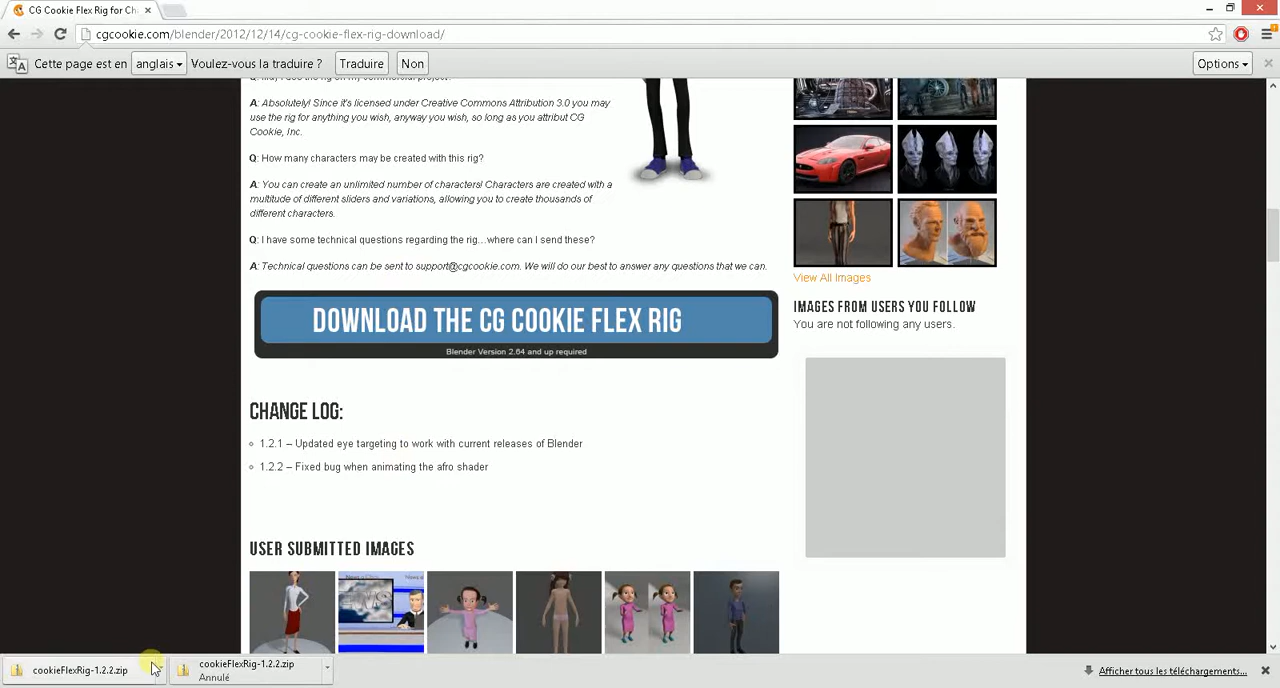 CG Cookie Flex Rig for Ch
cgcookie.com/blender/2012/12/14/cg-cookie-flex-rig-download/
Cette page est en anglais Voulez-vous la traduire ? Traduire Non Options
A: Absolutely! Since it's licensed under Creative Commons Attribution 3.0 you may
use the rig for anything you wish, anyway you wish, so long as you attribut CG
Cookie, Inc.
Q: How many characters may be created with this rig?
A: You can create an unlimited number of characters! Characters are created with a
multitude of different sliders and variations, allowing you to create thousands of
different characters.
Q: I have some technical questions regarding the rig...where can I send these?
A: Technical questions can be sent to support@cgcookie.com. We will do our best to answer any questions that we can.
DOWNLOAD THE CG COOKIE FLEX RIG
Blender Version 2.64 and up required
CHANGE LOG:
1.2.1 – Updated eye targeting to work with current releases of Blender
1.2.2 – Fixed bug when animating the afro shader
USER SUBMITTED IMAGES
View All Images
IMAGES FROM USERS YOU FOLLOW
You are not following any users.
cookieFlexRig-1.2.2.zip
cookieFlexRig-1.2.2.zip
Annulé
Afficher tous les téléchargements...